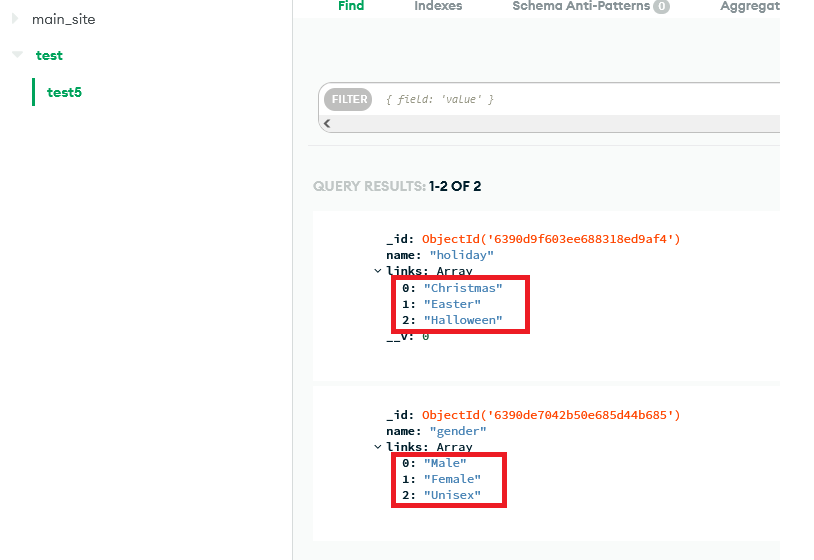 main_site
test
test5
Find Indexes Schema Anti-Patterns 0 Aggregat
FILTER { field: 'value' }
QUERY RESULTS: 1-2 OF 2
_id: ObjectId('6390d9f603ee688318ed9af4')
name: "holiday"
links: Array
0: "Christmas"
1: "Easter"
2: "Halloween"
__v: 0
_id: ObjectId('6390de7042b50e685d44b685')
name: "gender"
links: Array
0: "Male"
1: "Female"
2: "Unisex"